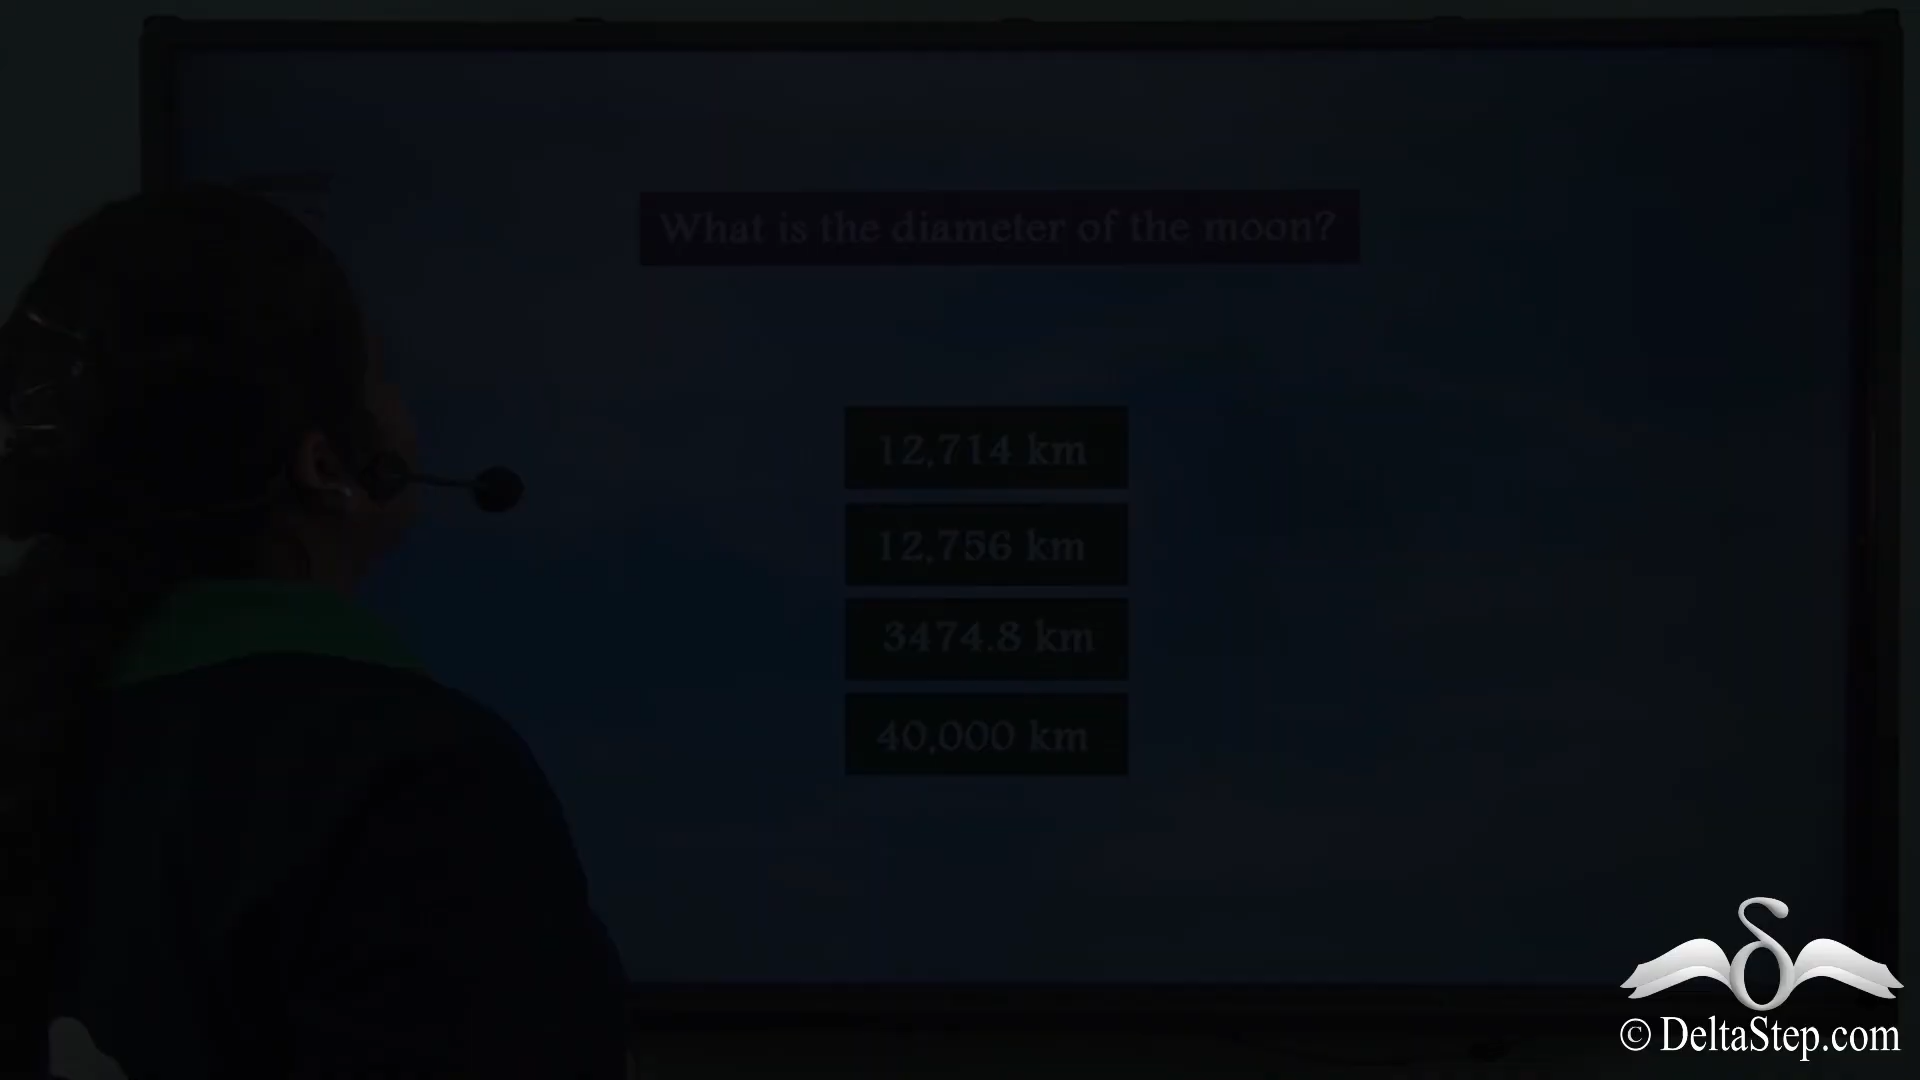 What is the diameter of the moon?
12,714 km
12,756 km
3474.8 km
40,000 km
© DeltaStep.com